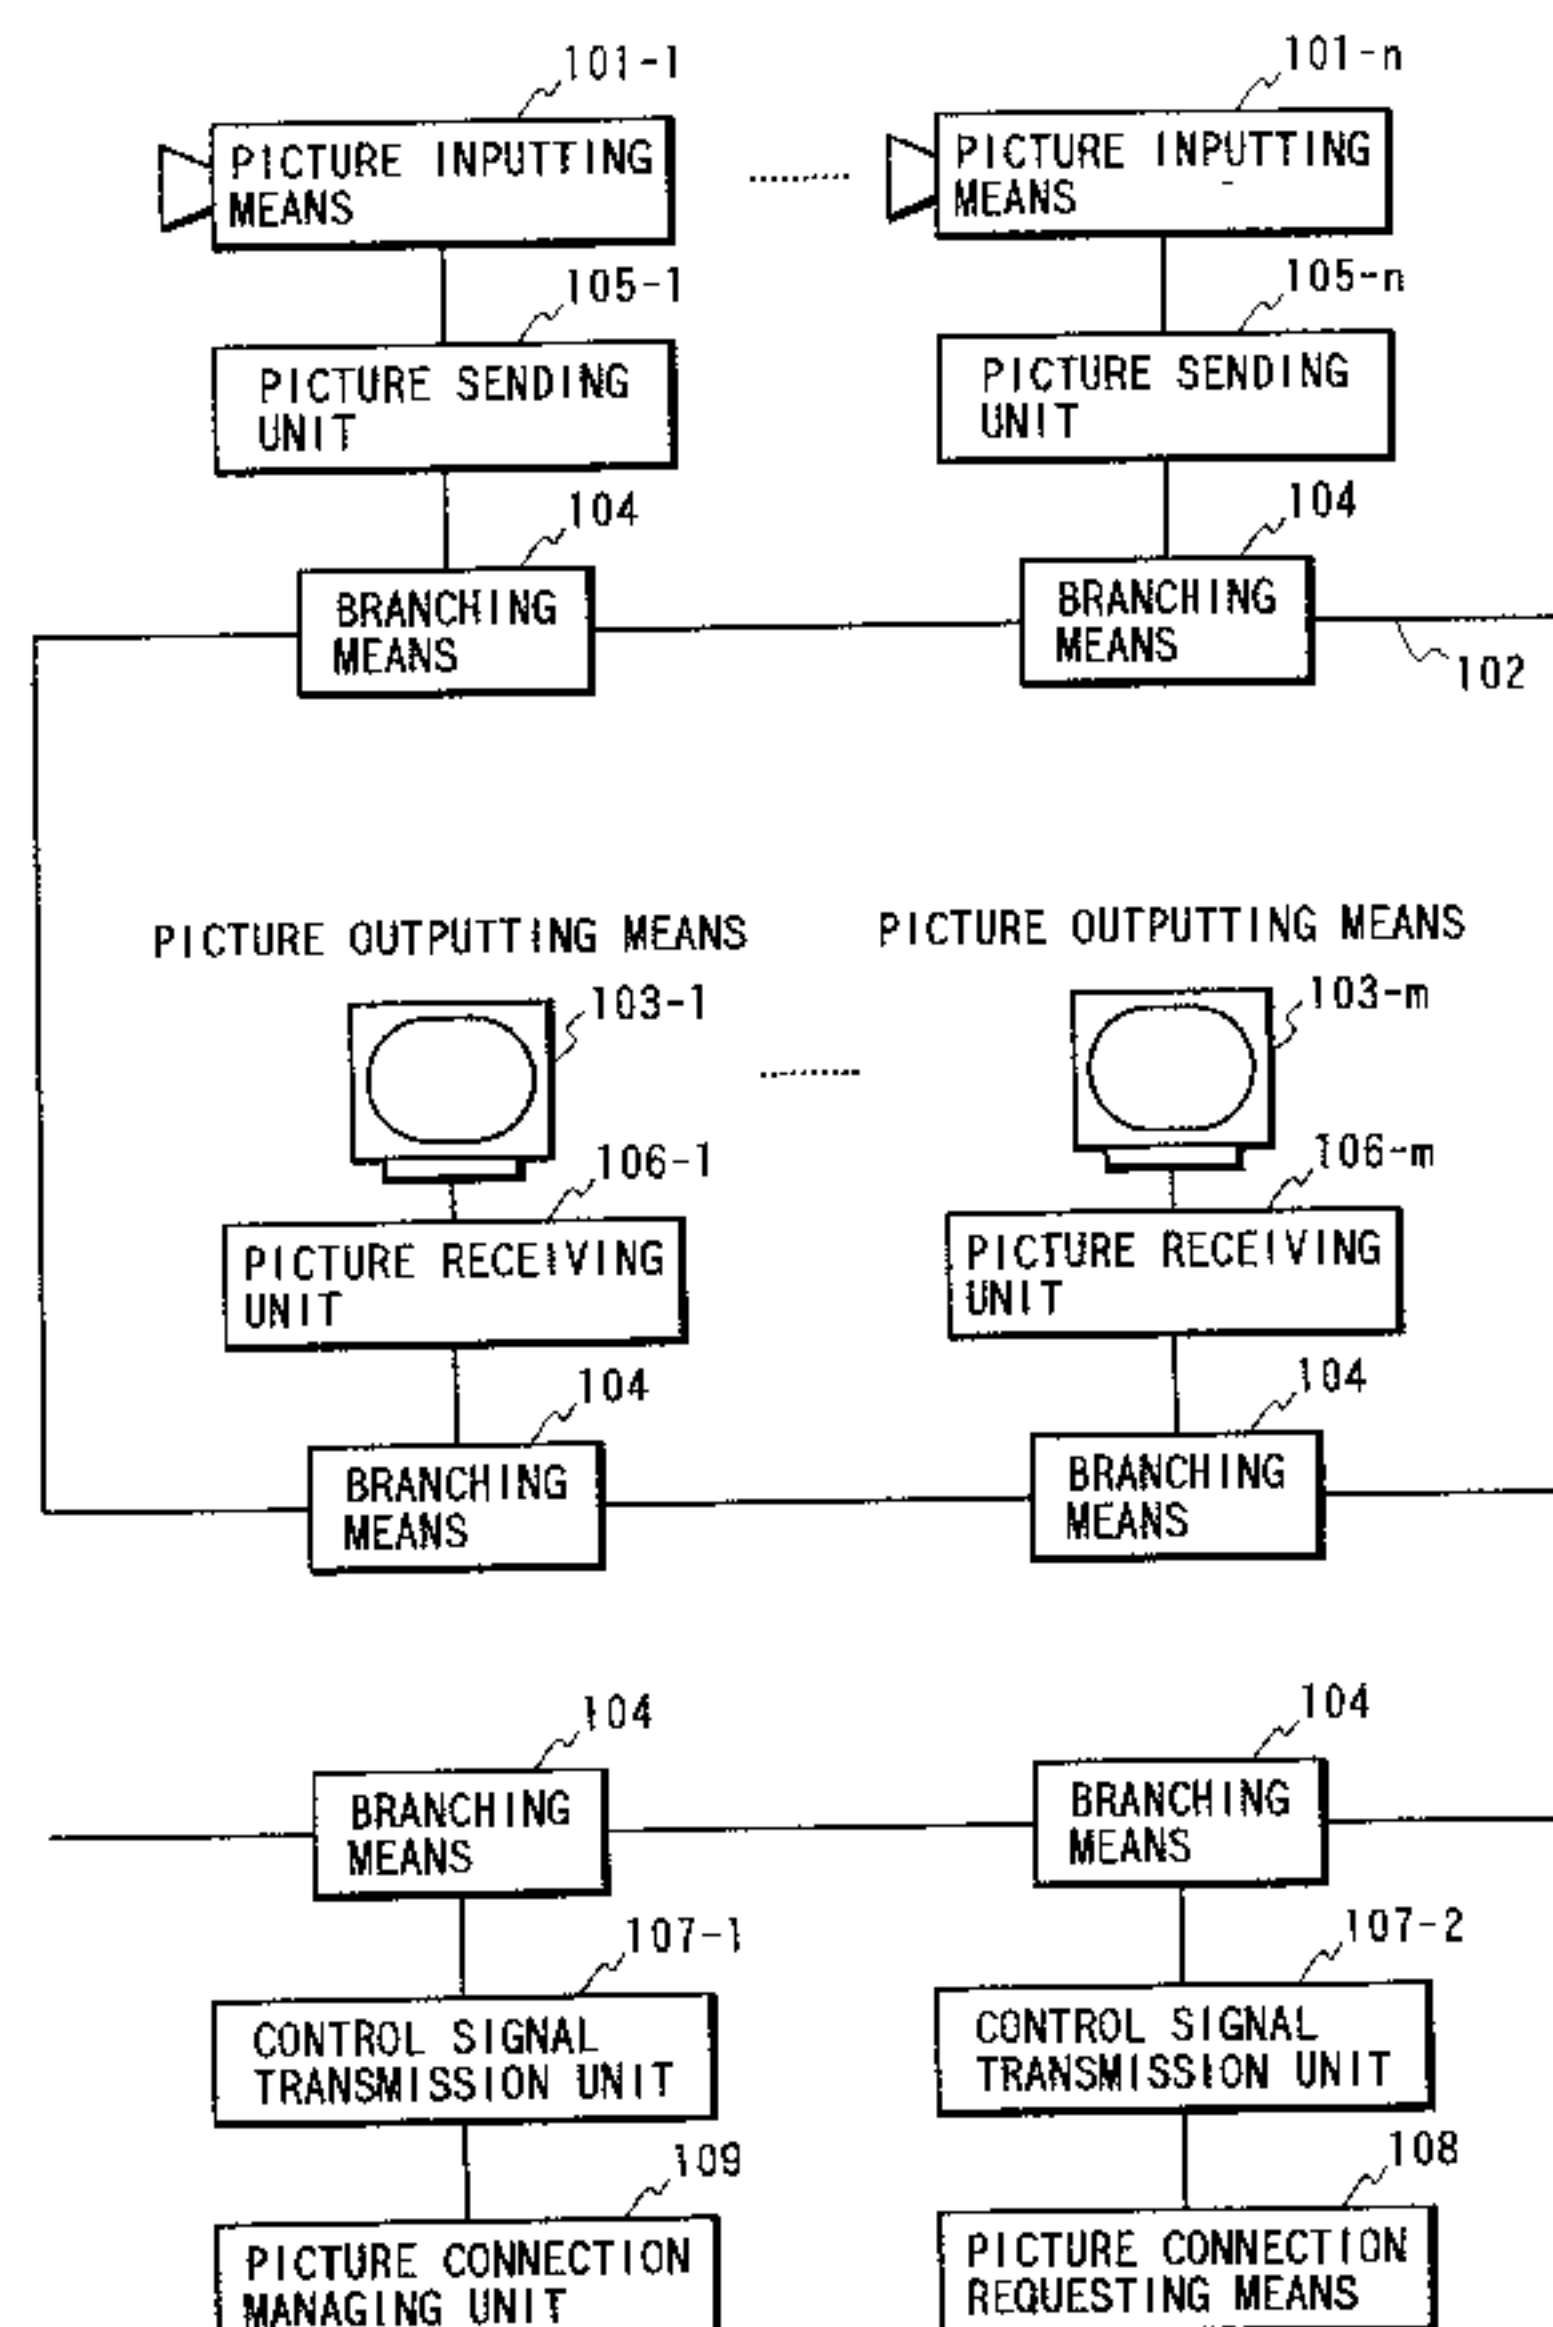 101-1
101-n
PICTURE INPUTTING
MEANS
PICTURE INPUTTING
MEANS
105-1
105-n
PICTURE SENDING
UNIT
PICTURE SENDING
UNIT
104
104
BRANCHING
MEANS
BRANCHING
MEANS
102
PICTURE OUTPUTTING MEANS
PICTURE OUTPUTTING MEANS
103-1
103-m
106-1
106-m
PICTURE RECEIVING
UNIT
PICTURE RECEIVING
UNIT
104
104
BRANCHING
MEANS
BRANCHING
MEANS
104
104
BRANCHING
MEANS
BRANCHING
MEANS
107-1
107-2
CONTROL SIGNAL
TRANSMISSION UNIT
CONTROL SIGNAL
TRANSMISSION UNIT
109
108
PICTURE CONNECTION
MANAGING UNIT
PICTURE CONNECTION
REQUESTING MEANS